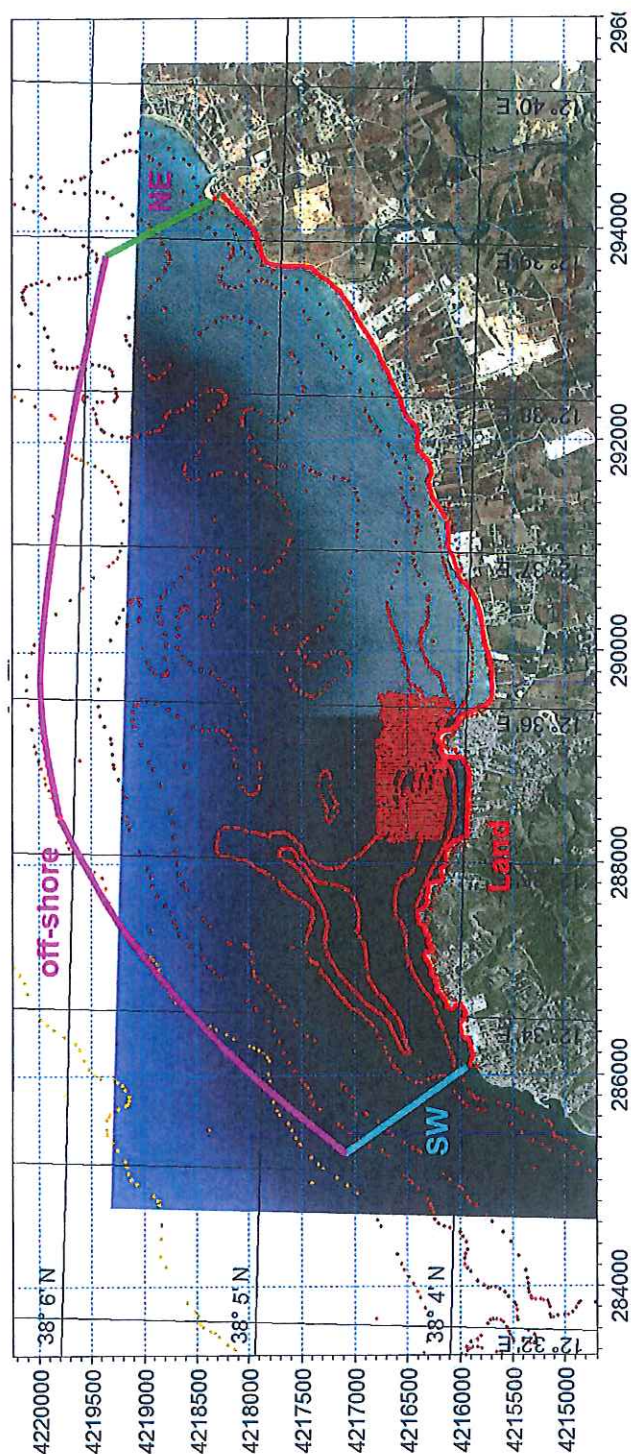 off-shore
NE
SW
Land
4220000
4219500
4219000
4218500
4218000
4217500
4217000
4216500
4216000
4215500
4215000
284000
286000
288000
290000
292000
294000
2960
38° 6' N
38° 5' N
38° 4' N
12° 32' E
12° 34' E
12° 36' E
12° 37' E
12° 38' E
12° 39' E
12° 40' E